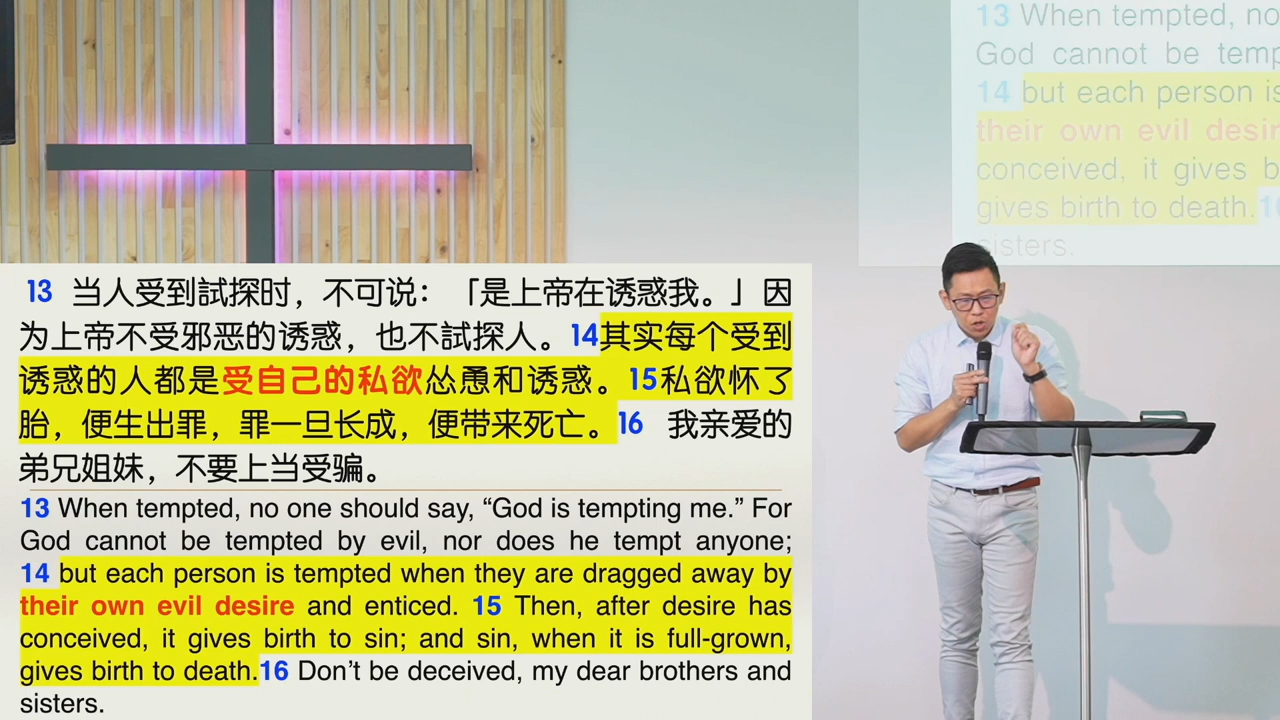 13 当人受到試探时，不可说：「是上帝在诱惑我。」因
为上帝不受邪恶的诱惑，也不試探人。14其实每个受到
诱惑的人都是受自己的私欲怂恿和诱惑。15私欲怀了
胎，便生出罪，罪一旦长成，便带来死亡。16 我亲爱的
弟兄姐妹，不要上当受骗。
13 When tempted, no one should say, “God is tempting me.” For
God cannot be tempted by evil, nor does he tempt anyone;
14 but each person is tempted when they are dragged away by
their own evil desire and enticed. 15 Then, after desire has
conceived, it gives birth to sin; and sin, when it is full-grown,
gives birth to death.16 Don’t be deceived, my dear brothers and
sisters.
13 When tempted, no
God cannot be temp
14 but each person is
their own evil desir
conceived, it gives b
gives birth to death.
sisters.